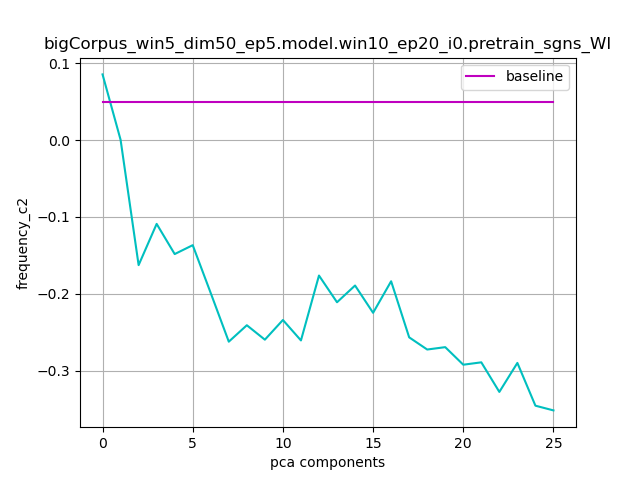 bigCorpus_win5_dim50_ep5.model.win10_ep20_i0.pretrain_sgns_WI
baseline
frequency_c2
0.1
0.0
−0.1
−0.2
−0.3
0 5 10 15 20 25
pca components